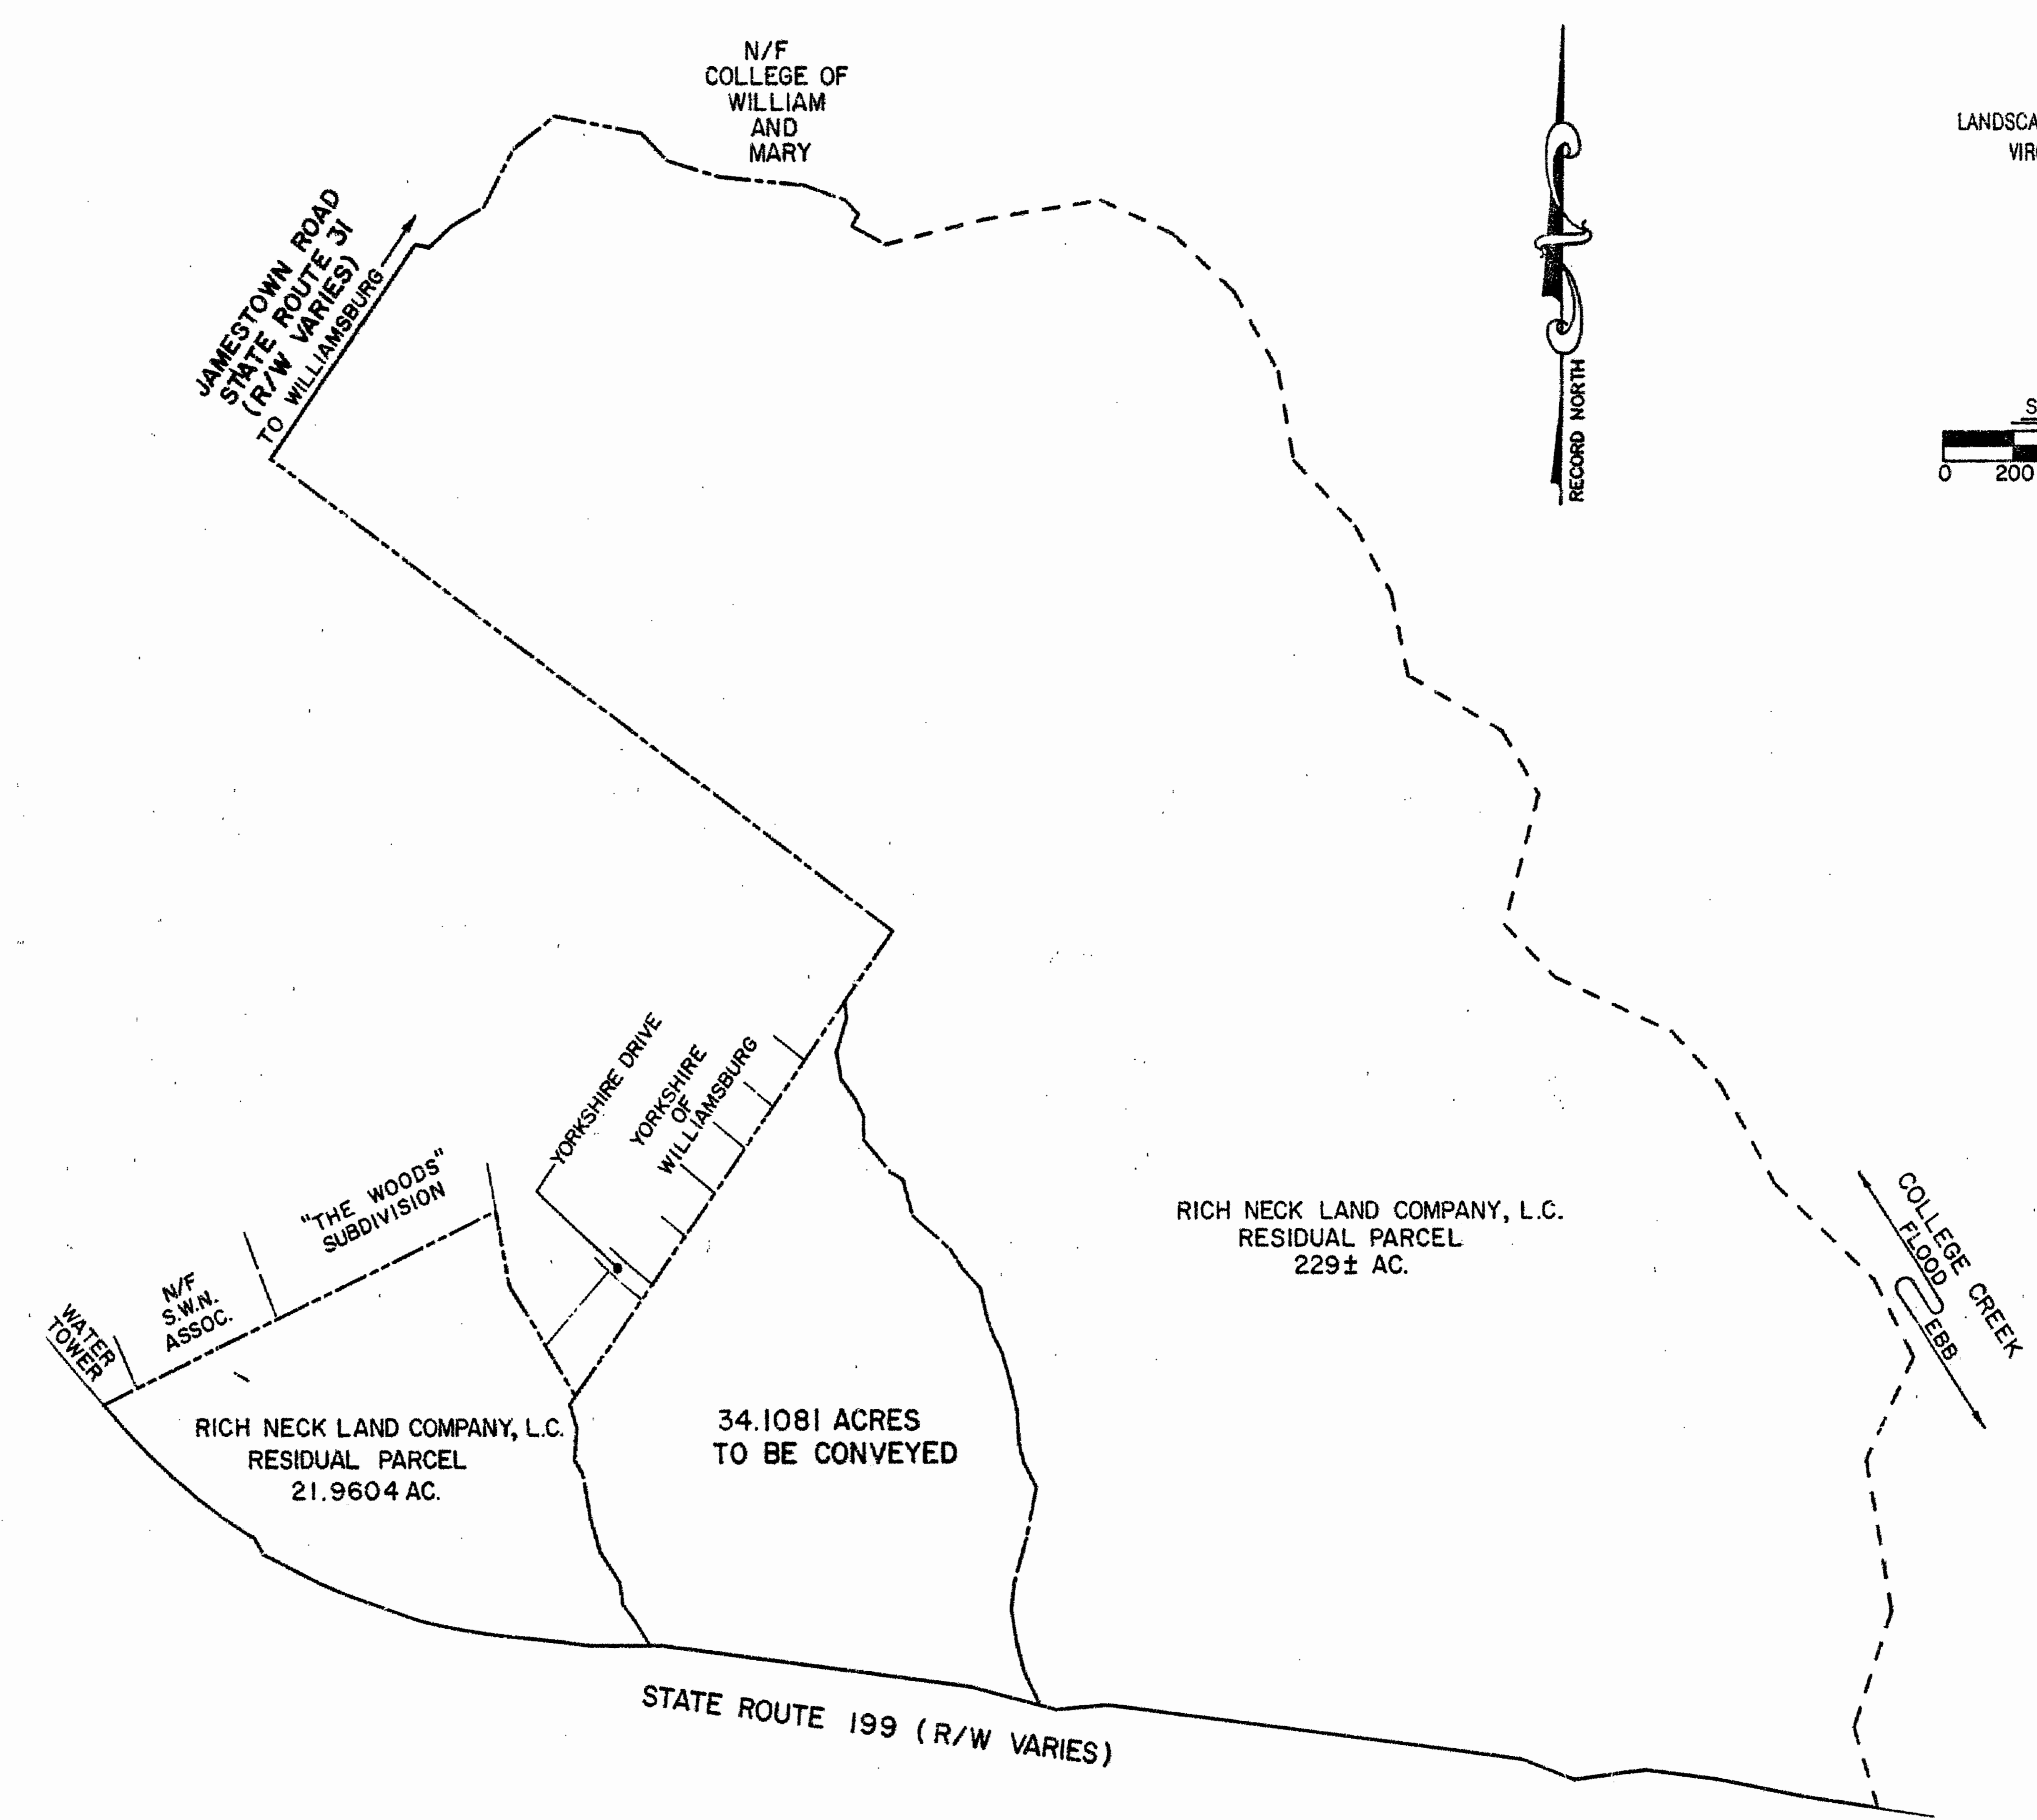 N/F
COLLEGE OF
WILLIAM
AND
MARY
JAMESTOWN ROAD
STATE ROUTE 31
(R/W VARIES)
TO WILLIAMSBURG
RECORD NORTH
0 200
YORKSHIRE DRIVE
YORKSHIRE
OF
WILLIAMSBURG
"THE WOODS"
SUBDIVISION
N/F
S.W.N.
ASSOC.
WATER
TOWER
RICH NECK LAND COMPANY, L.C.
RESIDUAL PARCEL
21.9604 AC.
34.1081 ACRES
TO BE CONVEYED
RICH NECK LAND COMPANY, L.C.
RESIDUAL PARCEL
229± AC.
COLLEGE CREEK
FLOOD
EBB
STATE ROUTE 199 (R/W VARIES)